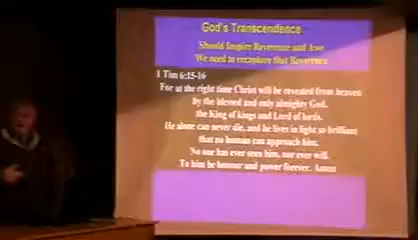 God's Transcendence.
Should Inspire Reverence and Awe
We need to recapture that Reverence
1 Tim 6:15-16
For at the right time Christ will be revealed from heaven
by the blessed and only almighty God,
the King of kings and Lord of lords.
He alone can never die, and he lives in light so brilliant
that no human can approach him.
No one has ever seen him, nor ever will.
To him be honour and power forever. Amen